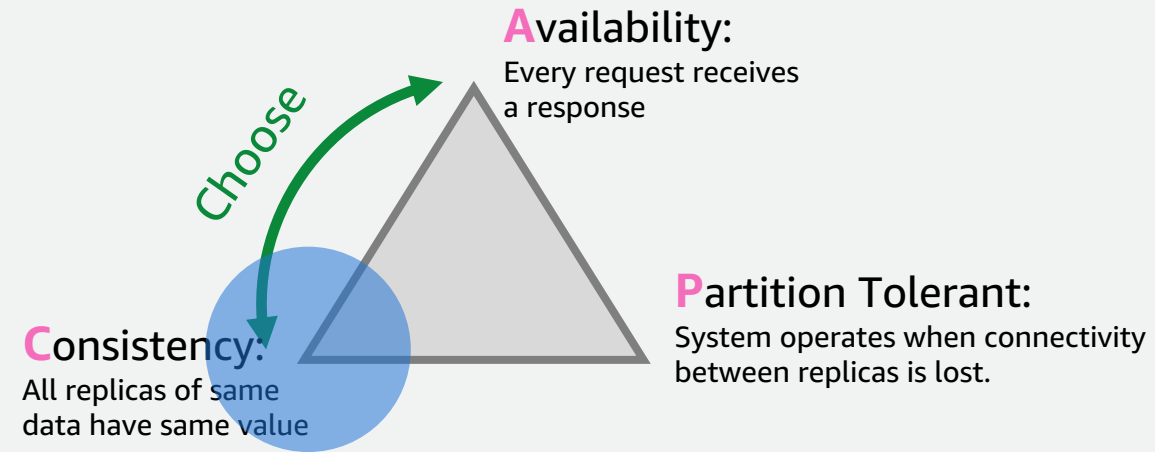 Availability:
Every request receives
a response
Choose
Partition Tolerant:
System operates when connectivity
between replicas is lost.
Consistency:
All replicas of same
data have same value